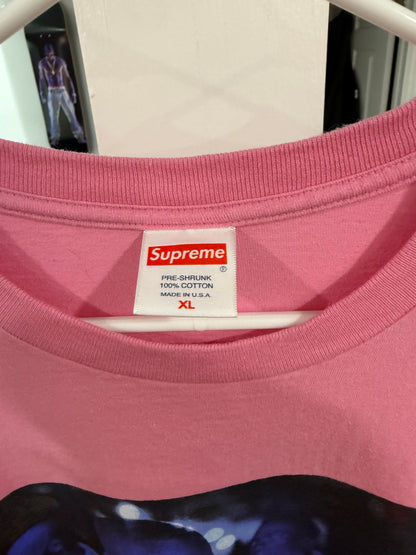 Supreme
®
PRE-SHRUNK
100% COTTON
MADE IN U.S.A.
XL